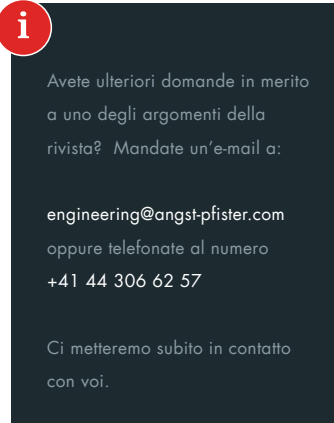 i
Avete ulteriori domande in merito
a uno degli argomenti della
rivista? Mandate un'e-mail a:
engineering@angst-pfister.com
oppure telefonate al numero
+41 44 306 62 57
Ci metteremo subito in contatto
con voi.